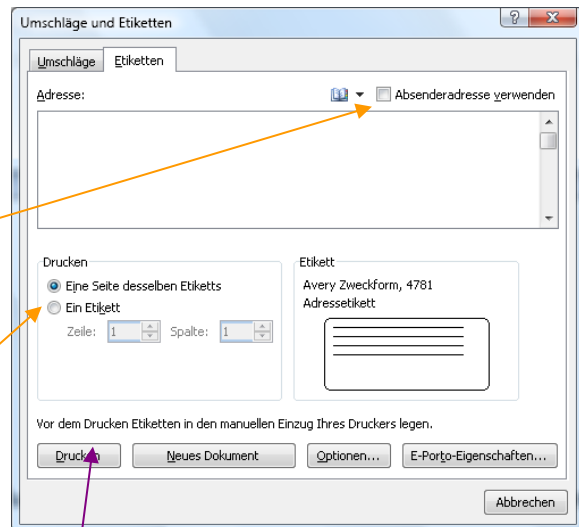 Umschläge und Etiketten
Umschläge Etiketten
Adresse: Absenderadresse verwenden
Drucken
Eine Seite desselben Etiketts
Ein Etikett
Zeile: 1 Spalte: 1
Etikett
Avery Zweckform, 4781
Adressetikett
Vor dem Drucken Etiketten in den manuellen Einzug Ihres Druckers legen.
Drucken Neues Dokument Optionen... E-Porto-Eigenschaften...
Abbrechen